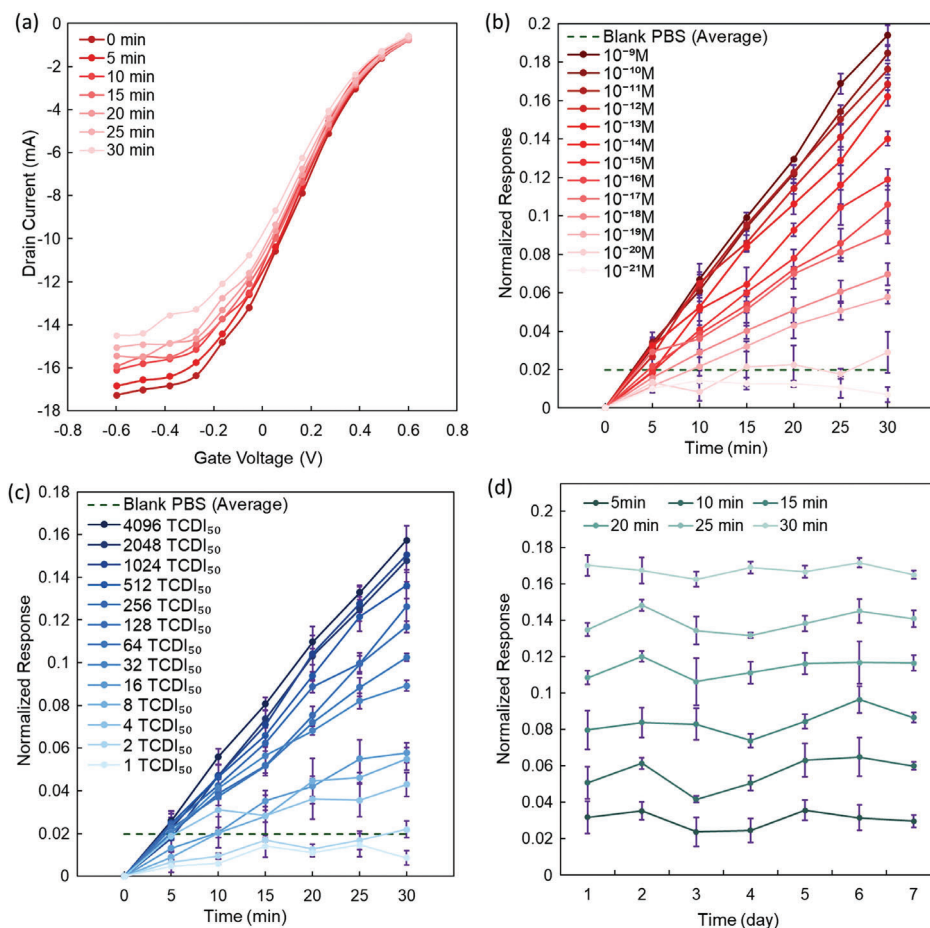 (a)
0
-2
-4
-6
-8
-10
-12
-14
-16
-18
Drain Current (mA)
0 min
5 min
10 min
15 min
20 min
25 min
30 min
-0.8 -0.6 -0.4 -0.2 0 0.2 0.4 0.6 0.8
Gate Voltage (V)
(b)
0.2
0.18
0.16
0.14
0.12
0.1
0.08
0.06
0.04
0.02
0
Normalized Response
Blank PBS (Average)
10⁻⁹M
10⁻¹⁰M
10⁻¹¹M
10⁻¹²M
10⁻¹³M
10⁻¹⁴M
10⁻¹⁵M
10⁻¹⁶M
10⁻¹⁷M
10⁻¹⁸M
10⁻¹⁹M
10⁻²⁰M
10⁻²¹M
0 5 10 15 20 25 30
Time (min)
(c)
0.18
0.16
0.14
0.12
0.1
0.08
0.06
0.04
0.02
0
Normalized Response
Blank PBS (Average)
4096 TCDI₅₀
2048 TCDI₅₀
1024 TCDI₅₀
512 TCDI₅₀
256 TCDI₅₀
128 TCDI₅₀
64 TCDI₅₀
32 TCDI₅₀
16 TCDI₅₀
8 TCDI₅₀
4 TCDI₅₀
2 TCDI₅₀
1 TCDI₅₀
0 5 10 15 20 25 30
Time (min)
(d)
0.2
0.18
0.16
0.14
0.12
0.1
0.08
0.06
0.04
0.02
0
Normalized Response
5min 10 min 15 min
20 min 25 min 30 min
1 2 3 4 5 6 7
Time (day)